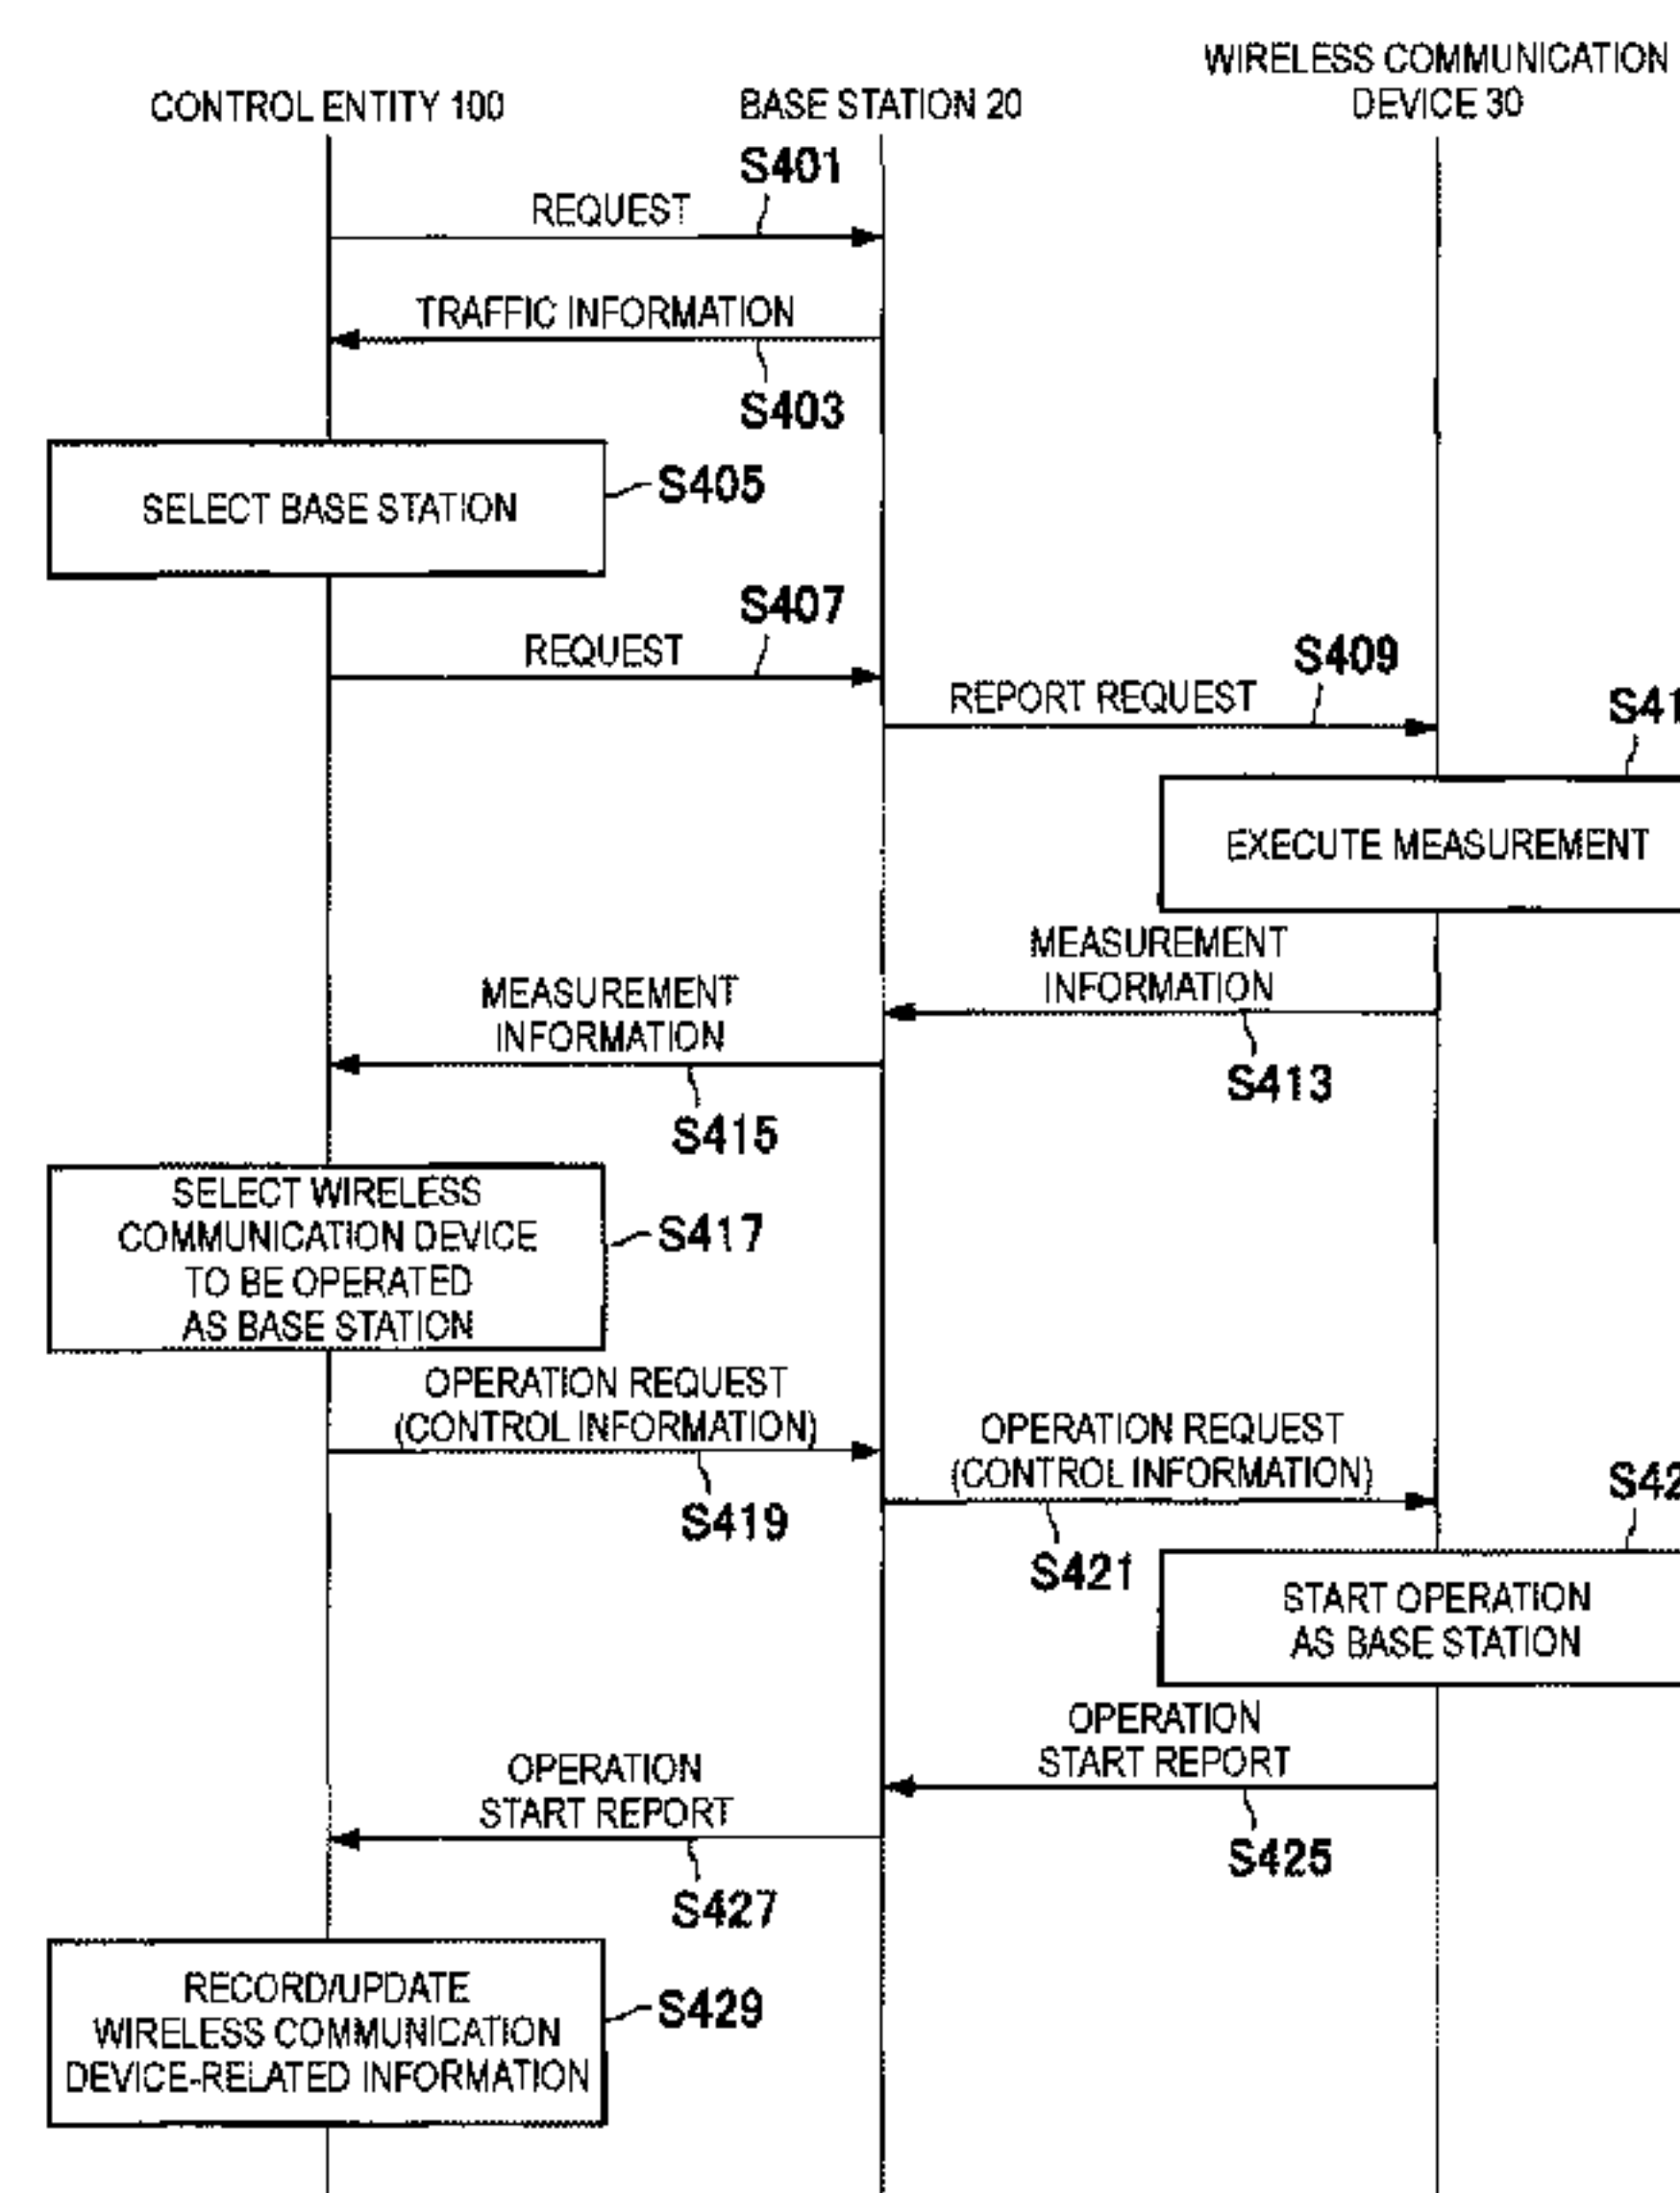 WIRELESS COMMUNICATION
DEVICE 30
CONTROL ENTITY 100
BASE STATION 20
S401
REQUEST
TRAFFIC INFORMATION
S403
SELECT BASE STATION
S405
S407
REQUEST
S409
REPORT REQUEST
S41
EXECUTE MEASUREMENT
MEASUREMENT
INFORMATION
S413
MEASUREMENT
INFORMATION
S415
SELECT WIRELESS
COMMUNICATION DEVICE
TO BE OPERATED
AS BASE STATION
S417
OPERATION REQUEST
(CONTROL INFORMATION)
S419
OPERATION REQUEST
(CONTROL INFORMATION)
S421
S42
START OPERATION
AS BASE STATION
OPERATION
START REPORT
S425
OPERATION
START REPORT
S427
RECORD/UPDATE
WIRELESS COMMUNICATION
DEVICE-RELATED INFORMATION
S429